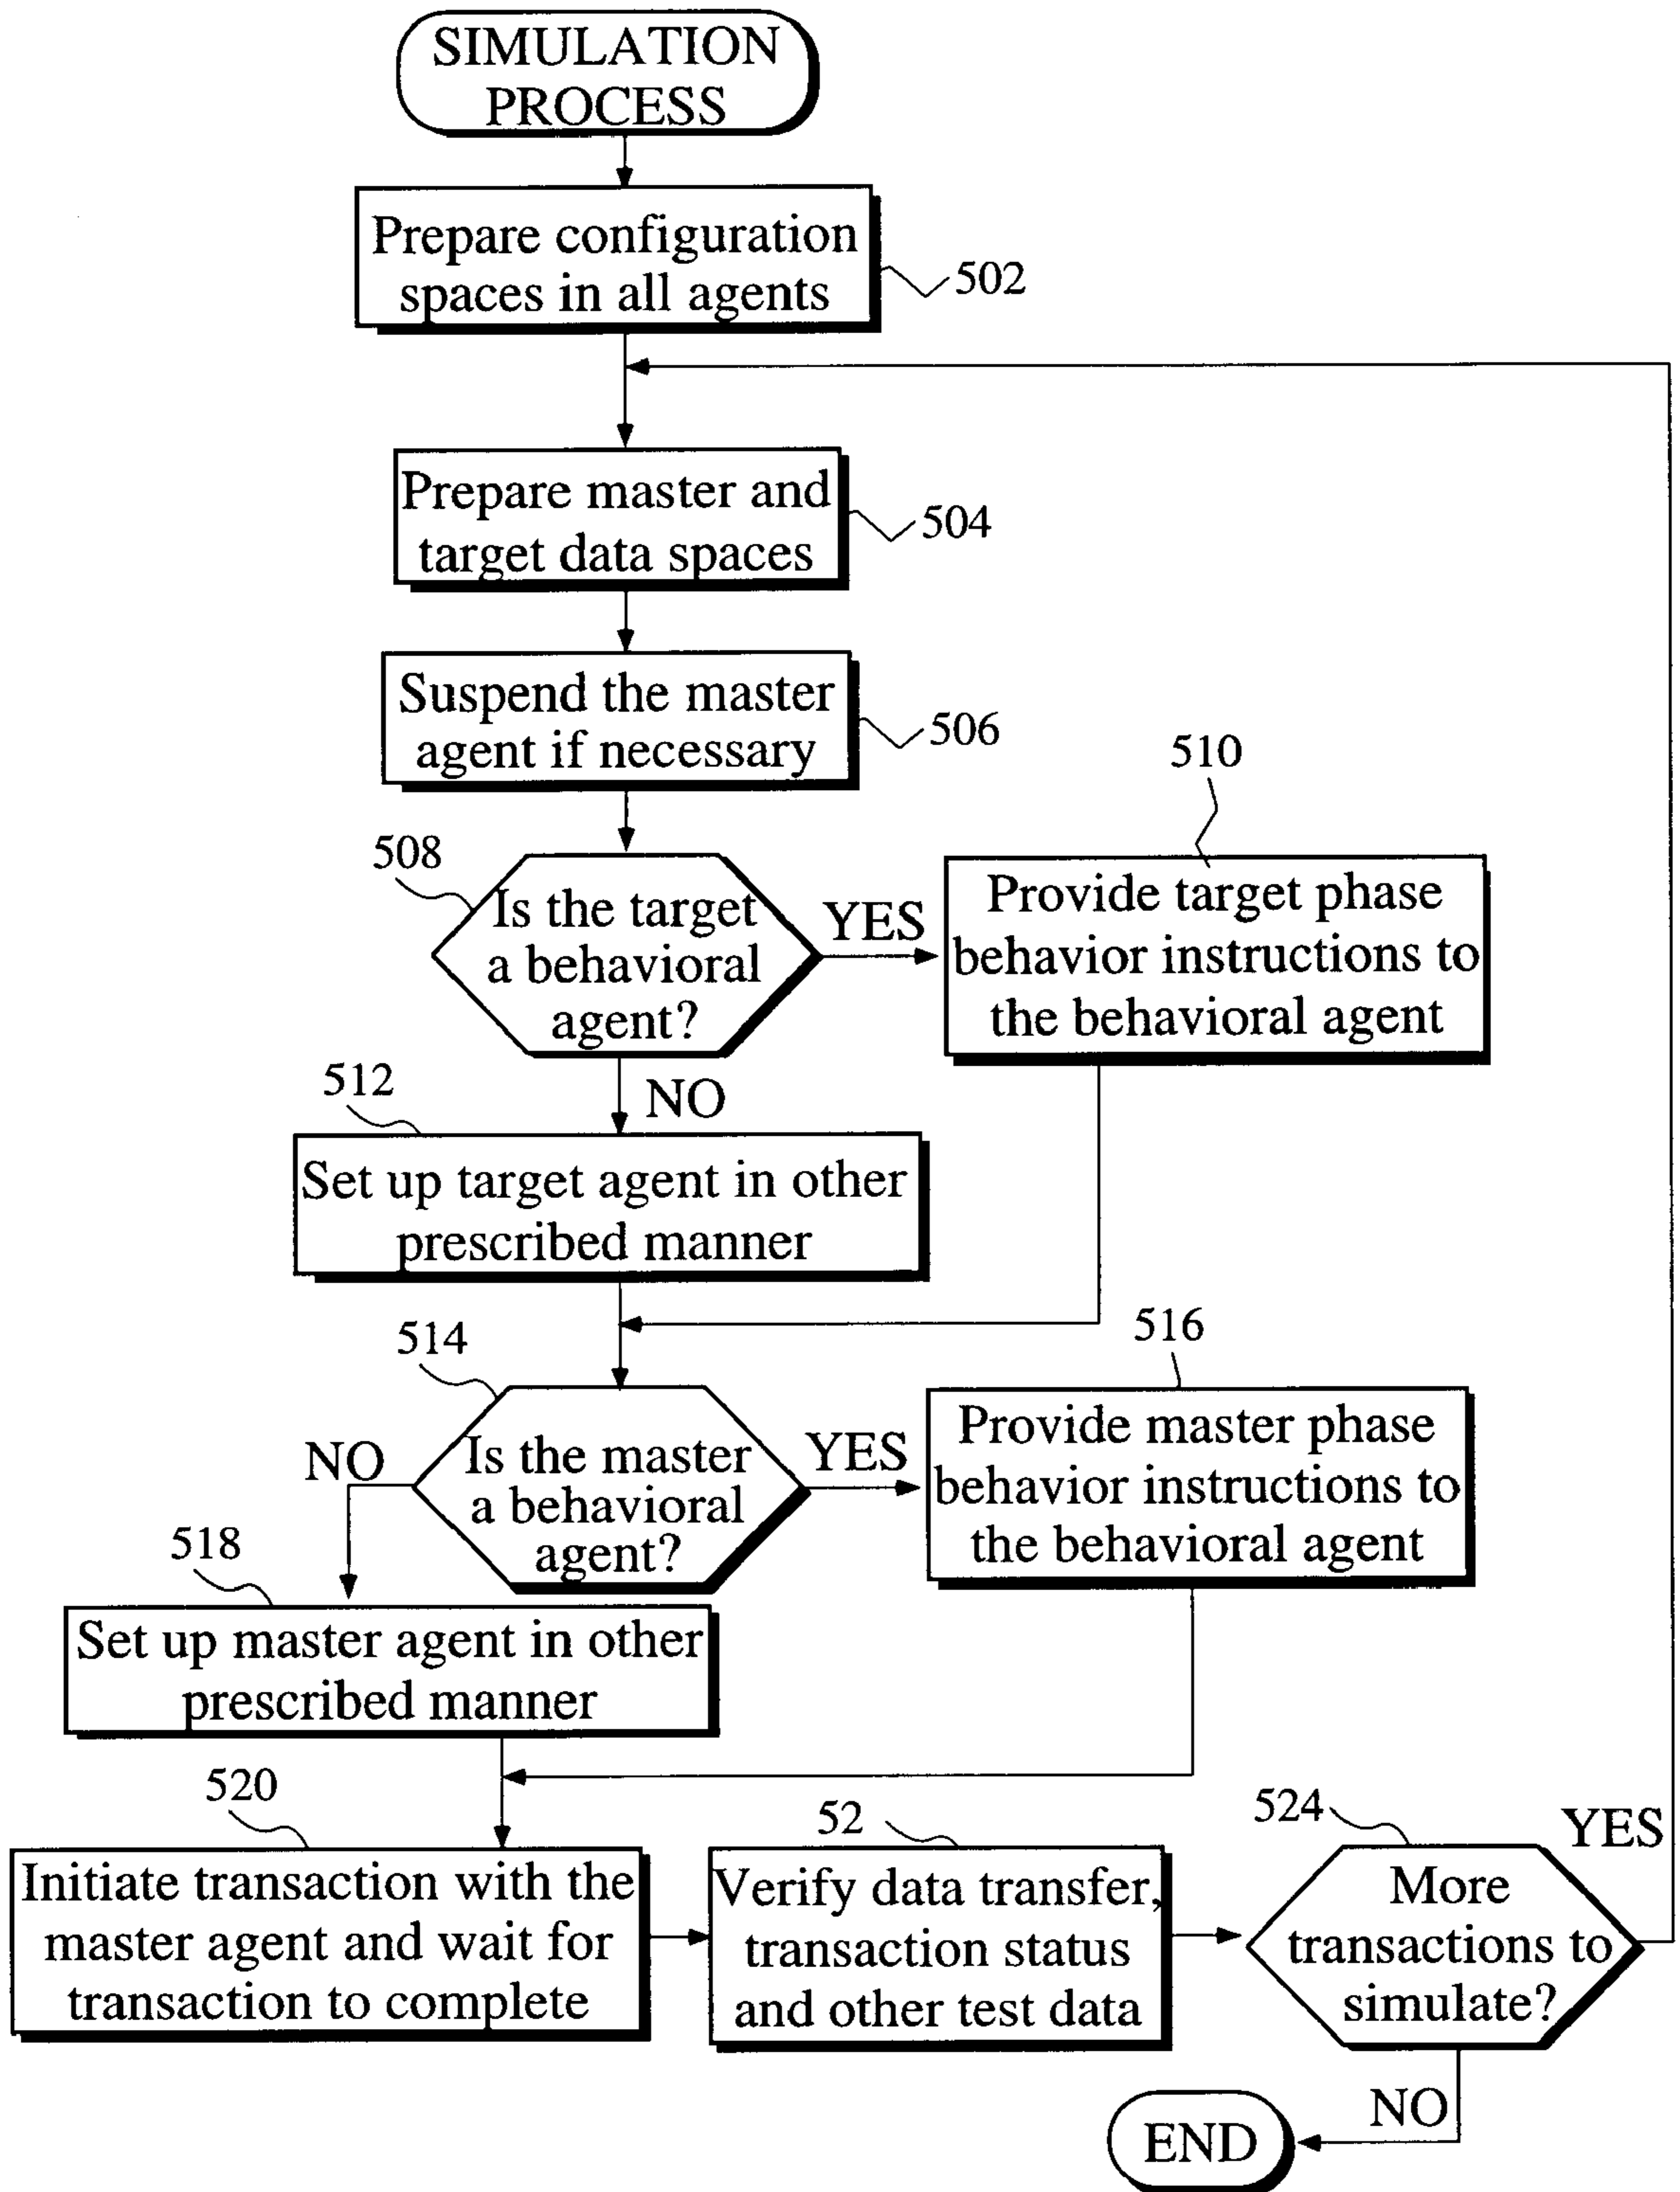 SIMULATION
PROCESS
Prepare configuration
spaces in all agents
502
Prepare master and
target data spaces
504
Suspend the master
agent if necessary
506
508
Is the target
a behavioral
agent?
YES
510
Provide target phase
behavior instructions to
the behavioral agent
NO
512
Set up target agent in other
prescribed manner
514
Is the master
a behavioral
agent?
YES
516
Provide master phase
behavior instructions to
the behavioral agent
NO
518
Set up master agent in other
prescribed manner
520
Initiate transaction with the
master agent and wait for
transaction to complete
52
Verify data transfer,
transaction status
and other test data
524
More
transactions to
simulate?
YES
NO
END